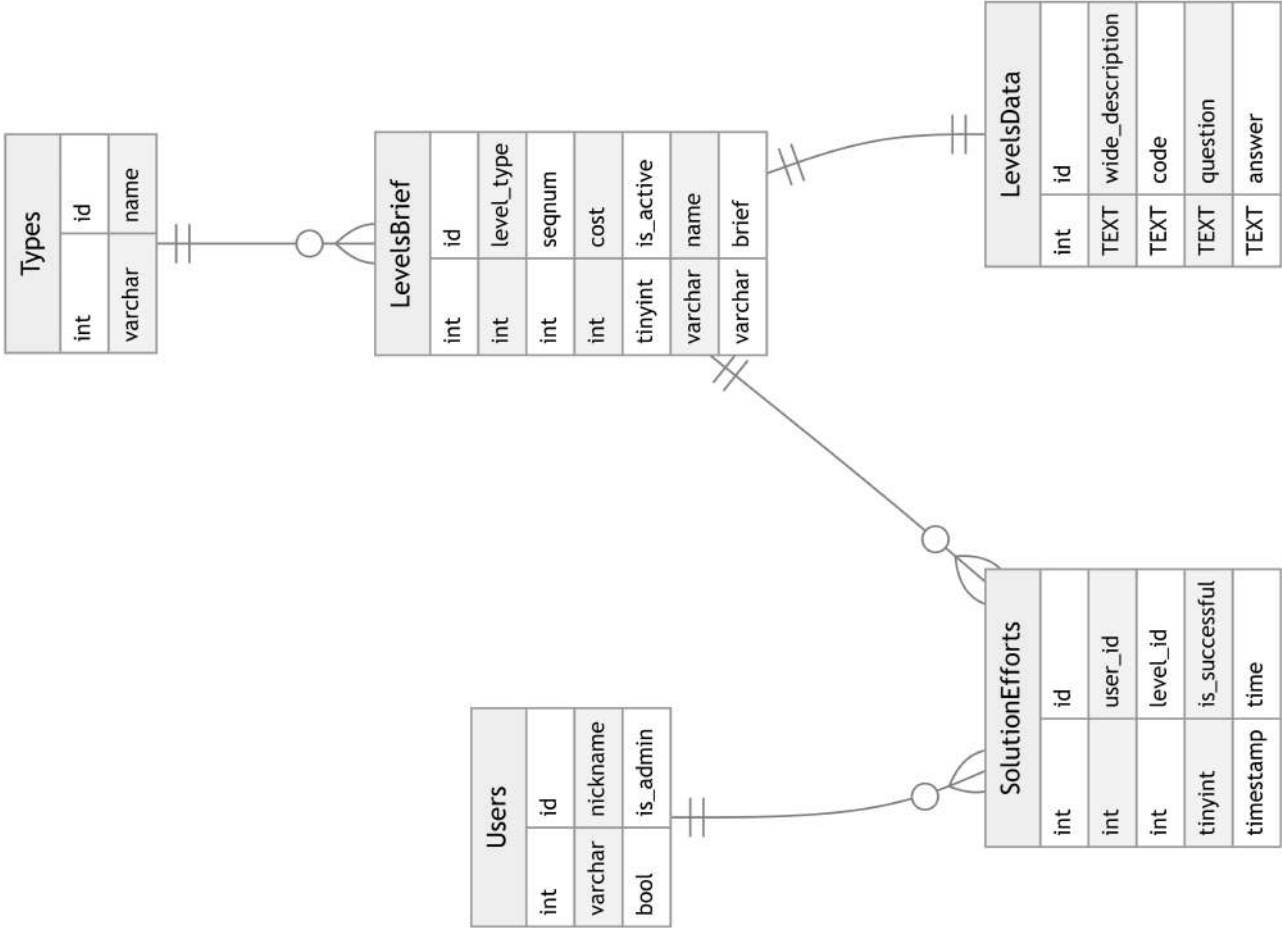 Types
int id
varchar name
LevelsBrief
int id
int level_type
int seqnum
int cost
tinyint is_active
varchar name
varchar brief
Users
int id
varchar nickname
bool is_admin
SolutionEfforts
int id
int user_id
int level_id
tinyint is_successful
timestamp time
LevelsData
int id
TEXT wide_description
TEXT code
TEXT question
TEXT answer